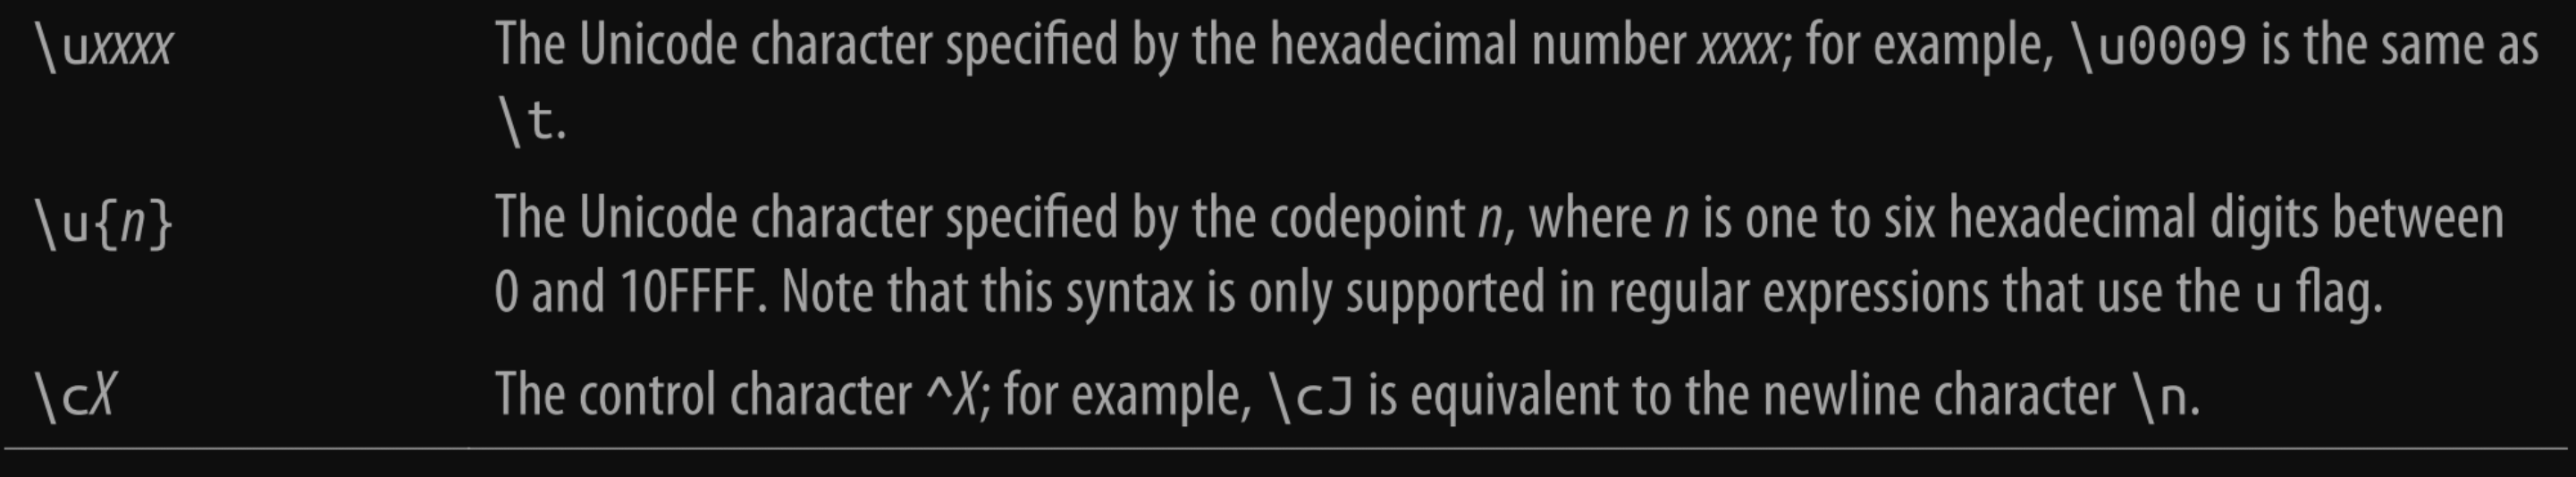 \uxxxx The Unicode character specified by the hexadecimal number xxxx; for example, \u0009 is the same as
\t.
\u{n} The Unicode character specified by the codepoint n, where n is one to six hexadecimal digits between
0 and 10FFFF. Note that this syntax is only supported in regular expressions that use the u flag.
\cX The control character ^X; for example, \cJ is equivalent to the newline character \n.